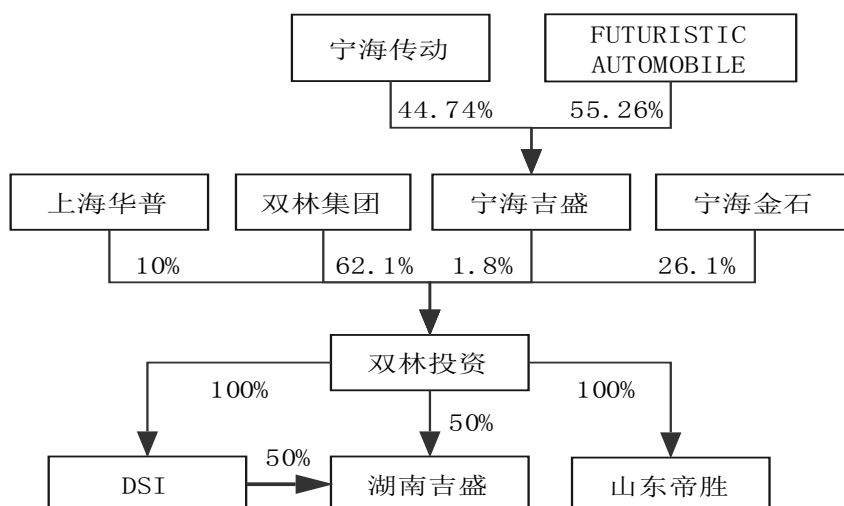 宁海传动
FUTURISTIC
AUTOMOBILE
44.74%
55.26%
上海华普
双林集团
宁海吉盛
宁海金石
10%
62.1%
1.8%
26.1%
双林投资
100%
50%
100%
DSI
50%
湖南吉盛
山东帝胜